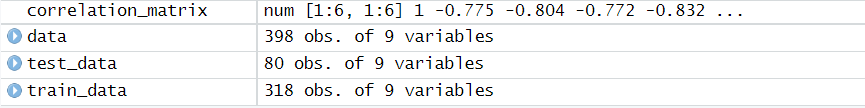 correlation_matrix num [1:6, 1:6] 1 -0.775 -0.804 -0.772 -0.832 ...
data 398 obs. of 9 variables
test_data 80 obs. of 9 variables
train_data 318 obs. of 9 variables